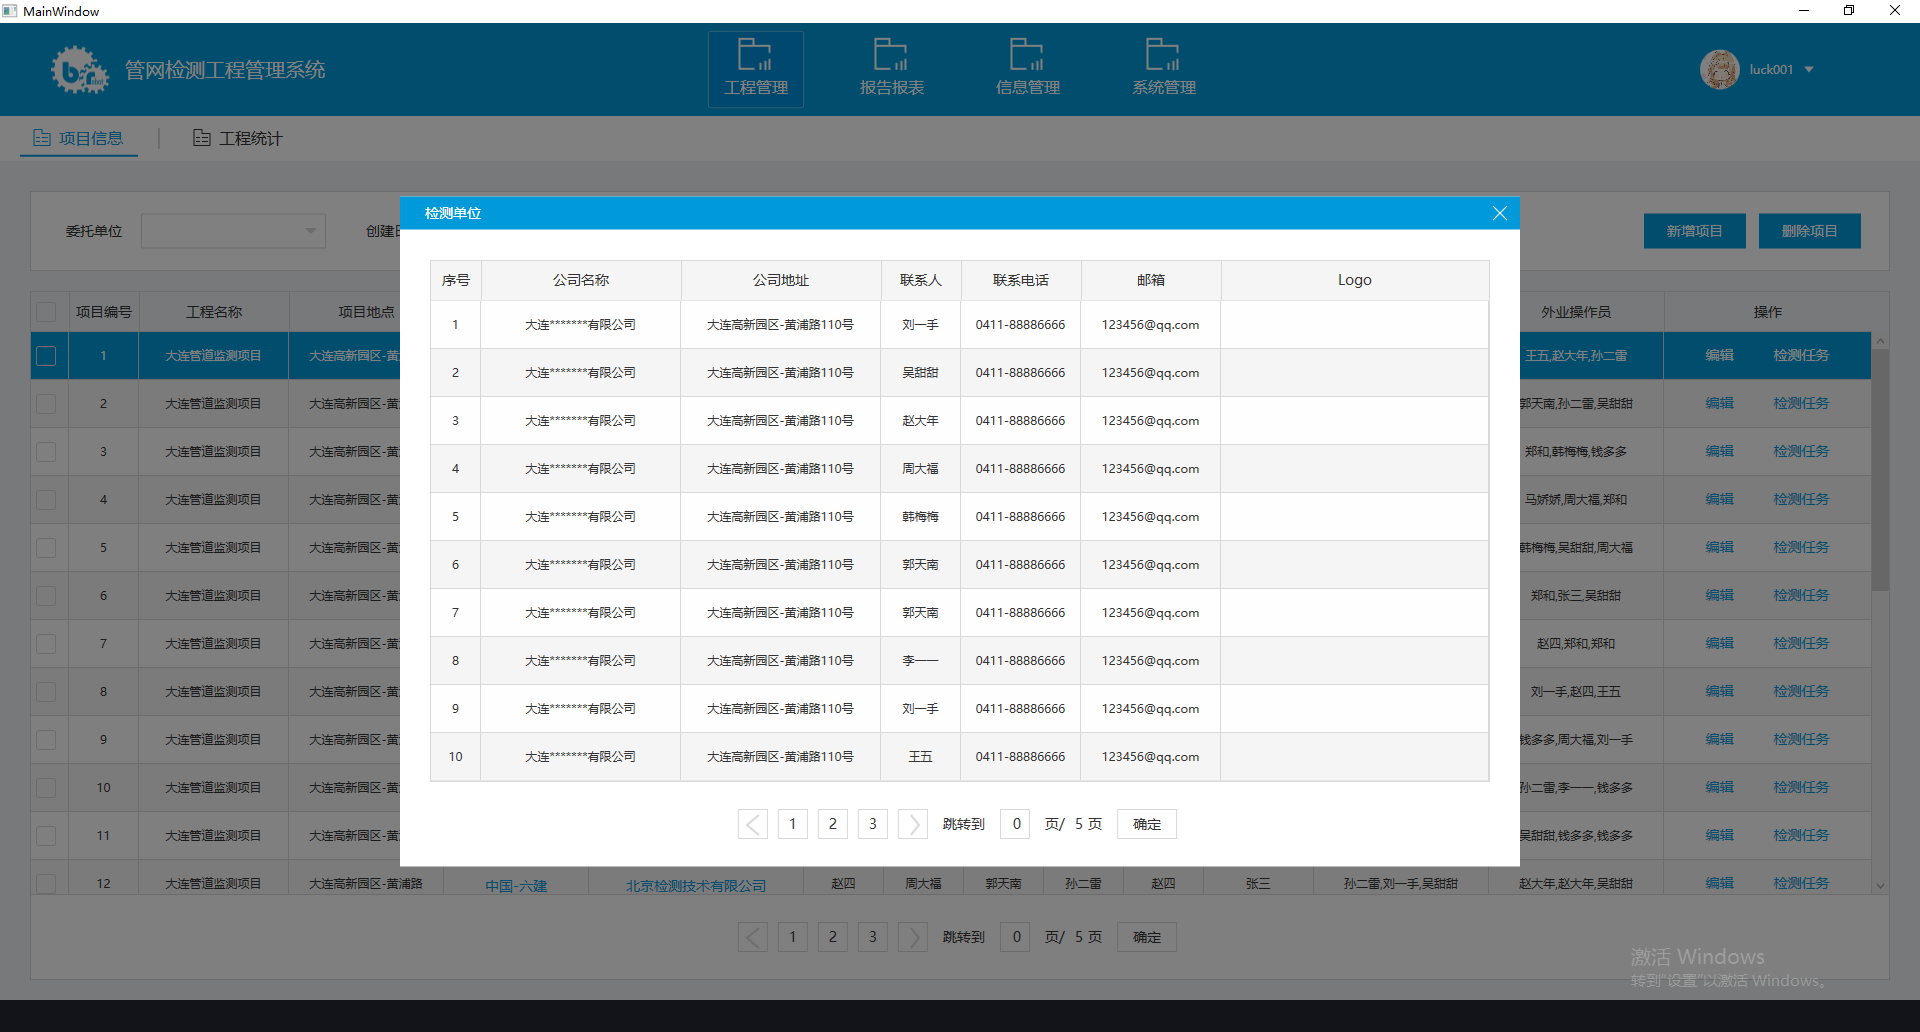 MainWindow
管网检测工程管理系统
工程管理 报告报表 信息管理 系统管理
luck001
项目信息 工程统计
委托单位 创建日
新增项目 删除项目
检测单位
序号 公司名称 公司地址 联系人 联系电话 邮箱 Logo
1 大连*******有限公司 大连高新园区-黄浦路110号 刘一手 0411-88886666 123456@qq.com
2 大连*******有限公司 大连高新园区-黄浦路110号 吴甜甜 0411-88886666 123456@qq.com
3 大连*******有限公司 大连高新园区-黄浦路110号 赵大年 0411-88886666 123456@qq.com
4 大连*******有限公司 大连高新园区-黄浦路110号 周大福 0411-88886666 123456@qq.com
5 大连*******有限公司 大连高新园区-黄浦路110号 韩梅梅 0411-88886666 123456@qq.com
6 大连*******有限公司 大连高新园区-黄浦路110号 郭天南 0411-88886666 123456@qq.com
7 大连*******有限公司 大连高新园区-黄浦路110号 郭天南 0411-88886666 123456@qq.com
8 大连*******有限公司 大连高新园区-黄浦路110号 李一一 0411-88886666 123456@qq.com
9 大连*******有限公司 大连高新园区-黄浦路110号 刘一手 0411-88886666 123456@qq.com
10 大连*******有限公司 大连高新园区-黄浦路110号 王五 0411-88886666 123456@qq.com
1 2 3 跳转到 0 页/ 5 页 确定
项目编号 工程名称 项目地点 外业操作员 操作
1 大连管道监测项目 大连高新园区-黄 王五,赵大年,孙二雷 编辑 检测任务
2 大连管道监测项目 大连高新园区-黄 郭天南,孙二雷,吴甜甜 编辑 检测任务
3 大连管道监测项目 大连高新园区-黄 郑和,韩梅梅,钱多多 编辑 检测任务
4 大连管道监测项目 大连高新园区-黄 马娇娇,周大福,郑和 编辑 检测任务
5 大连管道监测项目 大连高新园区-黄 韩梅梅,吴甜甜,周大福 编辑 检测任务
6 大连管道监测项目 大连高新园区-黄 郑和,张三,吴甜甜 编辑 检测任务
7 大连管道监测项目 大连高新园区-黄 赵四,郑和,郑和 编辑 检测任务
8 大连管道监测项目 大连高新园区-黄 刘一手,赵四,王五 编辑 检测任务
9 大连管道监测项目 大连高新园区-黄 钱多多,周大福,刘一手 编辑 检测任务
10 大连管道监测项目 大连高新园区-黄 孙二雷,李一一,钱多多 编辑 检测任务
11 大连管道监测项目 大连高新园区-黄 吴甜甜,钱多多,钱多多 编辑 检测任务
12 大连管道监测项目 大连高新园区-黄浦路 中国-六建 北京检测技术有限公司 赵四 周大福 郭天南 孙二雷 赵四 张三 孙二雷,刘一手,吴甜甜 赵大年,赵大年,吴甜甜 编辑 检测任务
1 2 3 跳转到 0 页/ 5 页 确定
激活 Windows
转到“设置”以激活 Windows。